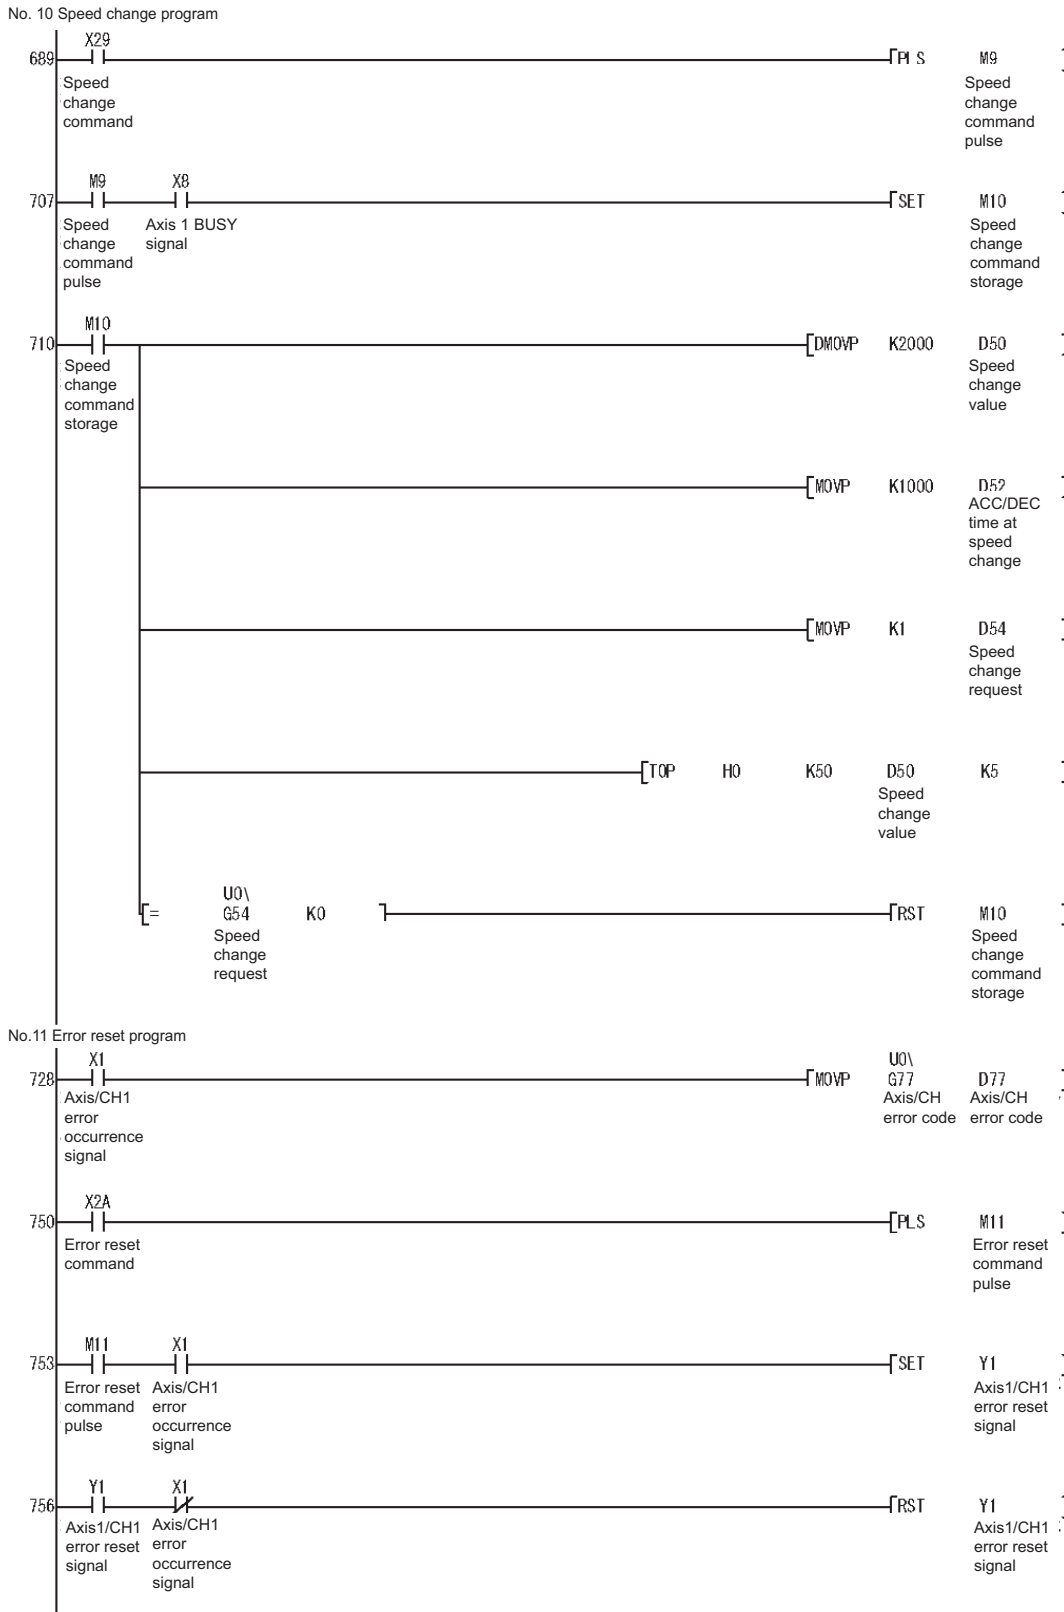 No. 10 Speed change program
X29
689 PLS M9
Speed change command
Speed change command pulse
M9 X8
707 SET M10
Speed change command pulse
Axis 1 BUSY signal
Speed change command storage
M10
710 DMOVP K2000 D50
Speed change command storage
Speed change value
MOVP K1000 D52
ACC/DEC time at speed change
MOVP K1 D54
Speed change request
TOP H0 K50 D50 K5
Speed change value
U0\
= G54 K0 RST M10
Speed change request
Speed change command storage
No.11 Error reset program
X1 U0\
728 MOVP G77 D77
Axis/CH1 error occurrence signal
Axis/CH error code
Axis/CH error code
X2A
750 PLS M11
Error reset command
Error reset command pulse
M11 X1
753 SET Y1
Error reset command pulse
Axis/CH1 error occurrence signal
Axis1/CH1 error reset signal
Y1 X1
756 RST Y1
Axis1/CH1 error reset signal
Axis/CH1 error occurrence signal
Axis1/CH1 error reset signal